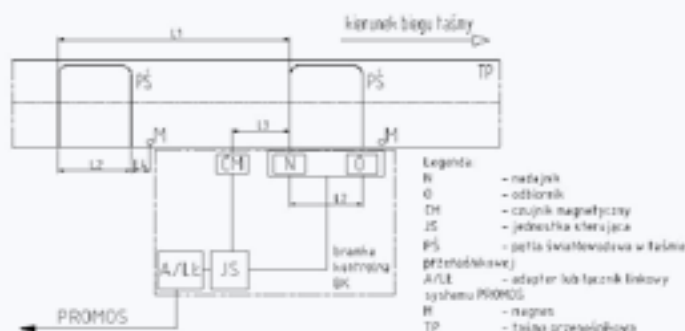 L1
kierunek biegu taśmy
TP
PŚ
PŚ
M
L3
M
L2
L4
CM
N
O
L2
Legenda:
N - nadajnik
O - odbiornik
CM - czujnik magnetyczny
JS - jednostka sterująca
PŚ - pętla światłowodowa w taśmie
przenośnikowej
A/LŁ - adapter lub łącznik linkowy
systemu PROMOS
M - magnes
TP - taśma przenośnikowa
A/LŁ
JS
bramka
kontrolna
BK
PROMOS